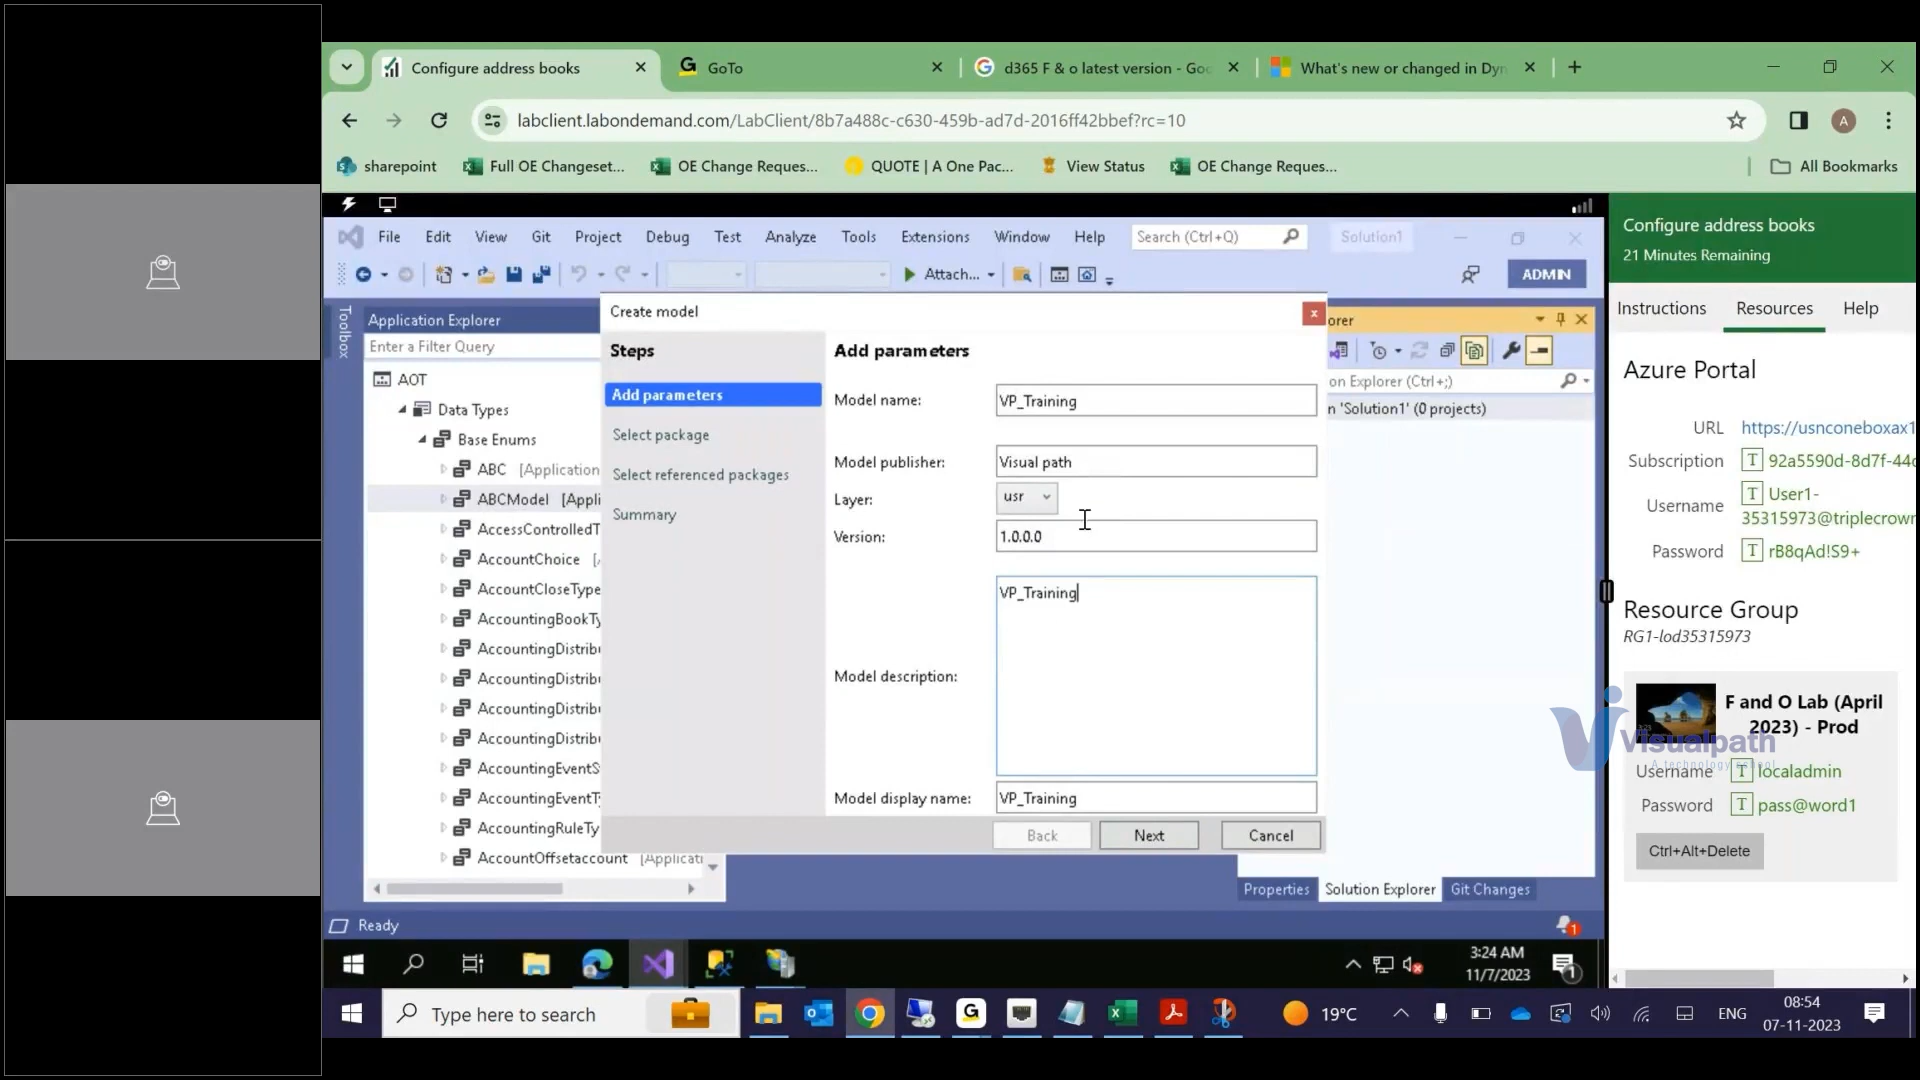 Configure address books
GoTo
d365 F & o latest version - Goo
What's new or changed in Dyn
labclient.labondemand.com/LabClient/8b7a488c-c630-459b-ad7d-2016ff42bbef?rc=10
A
sharepoint
Full OE Changeset...
OE Change Reques...
QUOTE | A One Pac...
View Status
OE Change Reques...
All Bookmarks
File Edit View Git Project Debug Test Analyze Tools Extensions Window Help
Search (Ctrl+Q)
Solution1
Attach...
ADMIN
Toolbox
Application Explorer
Enter a Filter Query
AOT
Data Types
Base Enums
ABC [Application
ABCModel [Appli
AccessControlledT
AccountChoice [
AccountCloseType
AccountingBookTy
AccountingDistrib
AccountingDistrib
AccountingDistrib
AccountingDistrib
AccountingEventS
AccountingEventTy
AccountingRuleTy
AccountOffsetaccount [Applicati
Create model
Steps
Add parameters
Select package
Select referenced packages
Summary
Add parameters
Model name: VP_Training
Model publisher: Visual path
Layer: usr
Version: 1.0.0.0
Model description: VP_Training
Model display name: VP_Training
Back Next Cancel
orer
on Explorer (Ctrl+;)
n 'Solution1' (0 projects)
Properties Solution Explorer Git Changes
Ready
1
3:24 AM
11/7/2023
1
Configure address books
21 Minutes Remaining
Instructions Resources Help
Azure Portal
URL https://usnconeboxax1
Subscription T 92a5590d-8d7f-44
Username T User1-
35315973@triplecrown
Password T rB8qAd!S9+
Resource Group
RG1-lod35315973
F and O Lab (April
2023) - Prod
Visualpath
A technology school
Username T localadmin
Password T pass@word1
Ctrl+Alt+Delete
Type here to search
19°C
ENG
08:54
07-11-2023